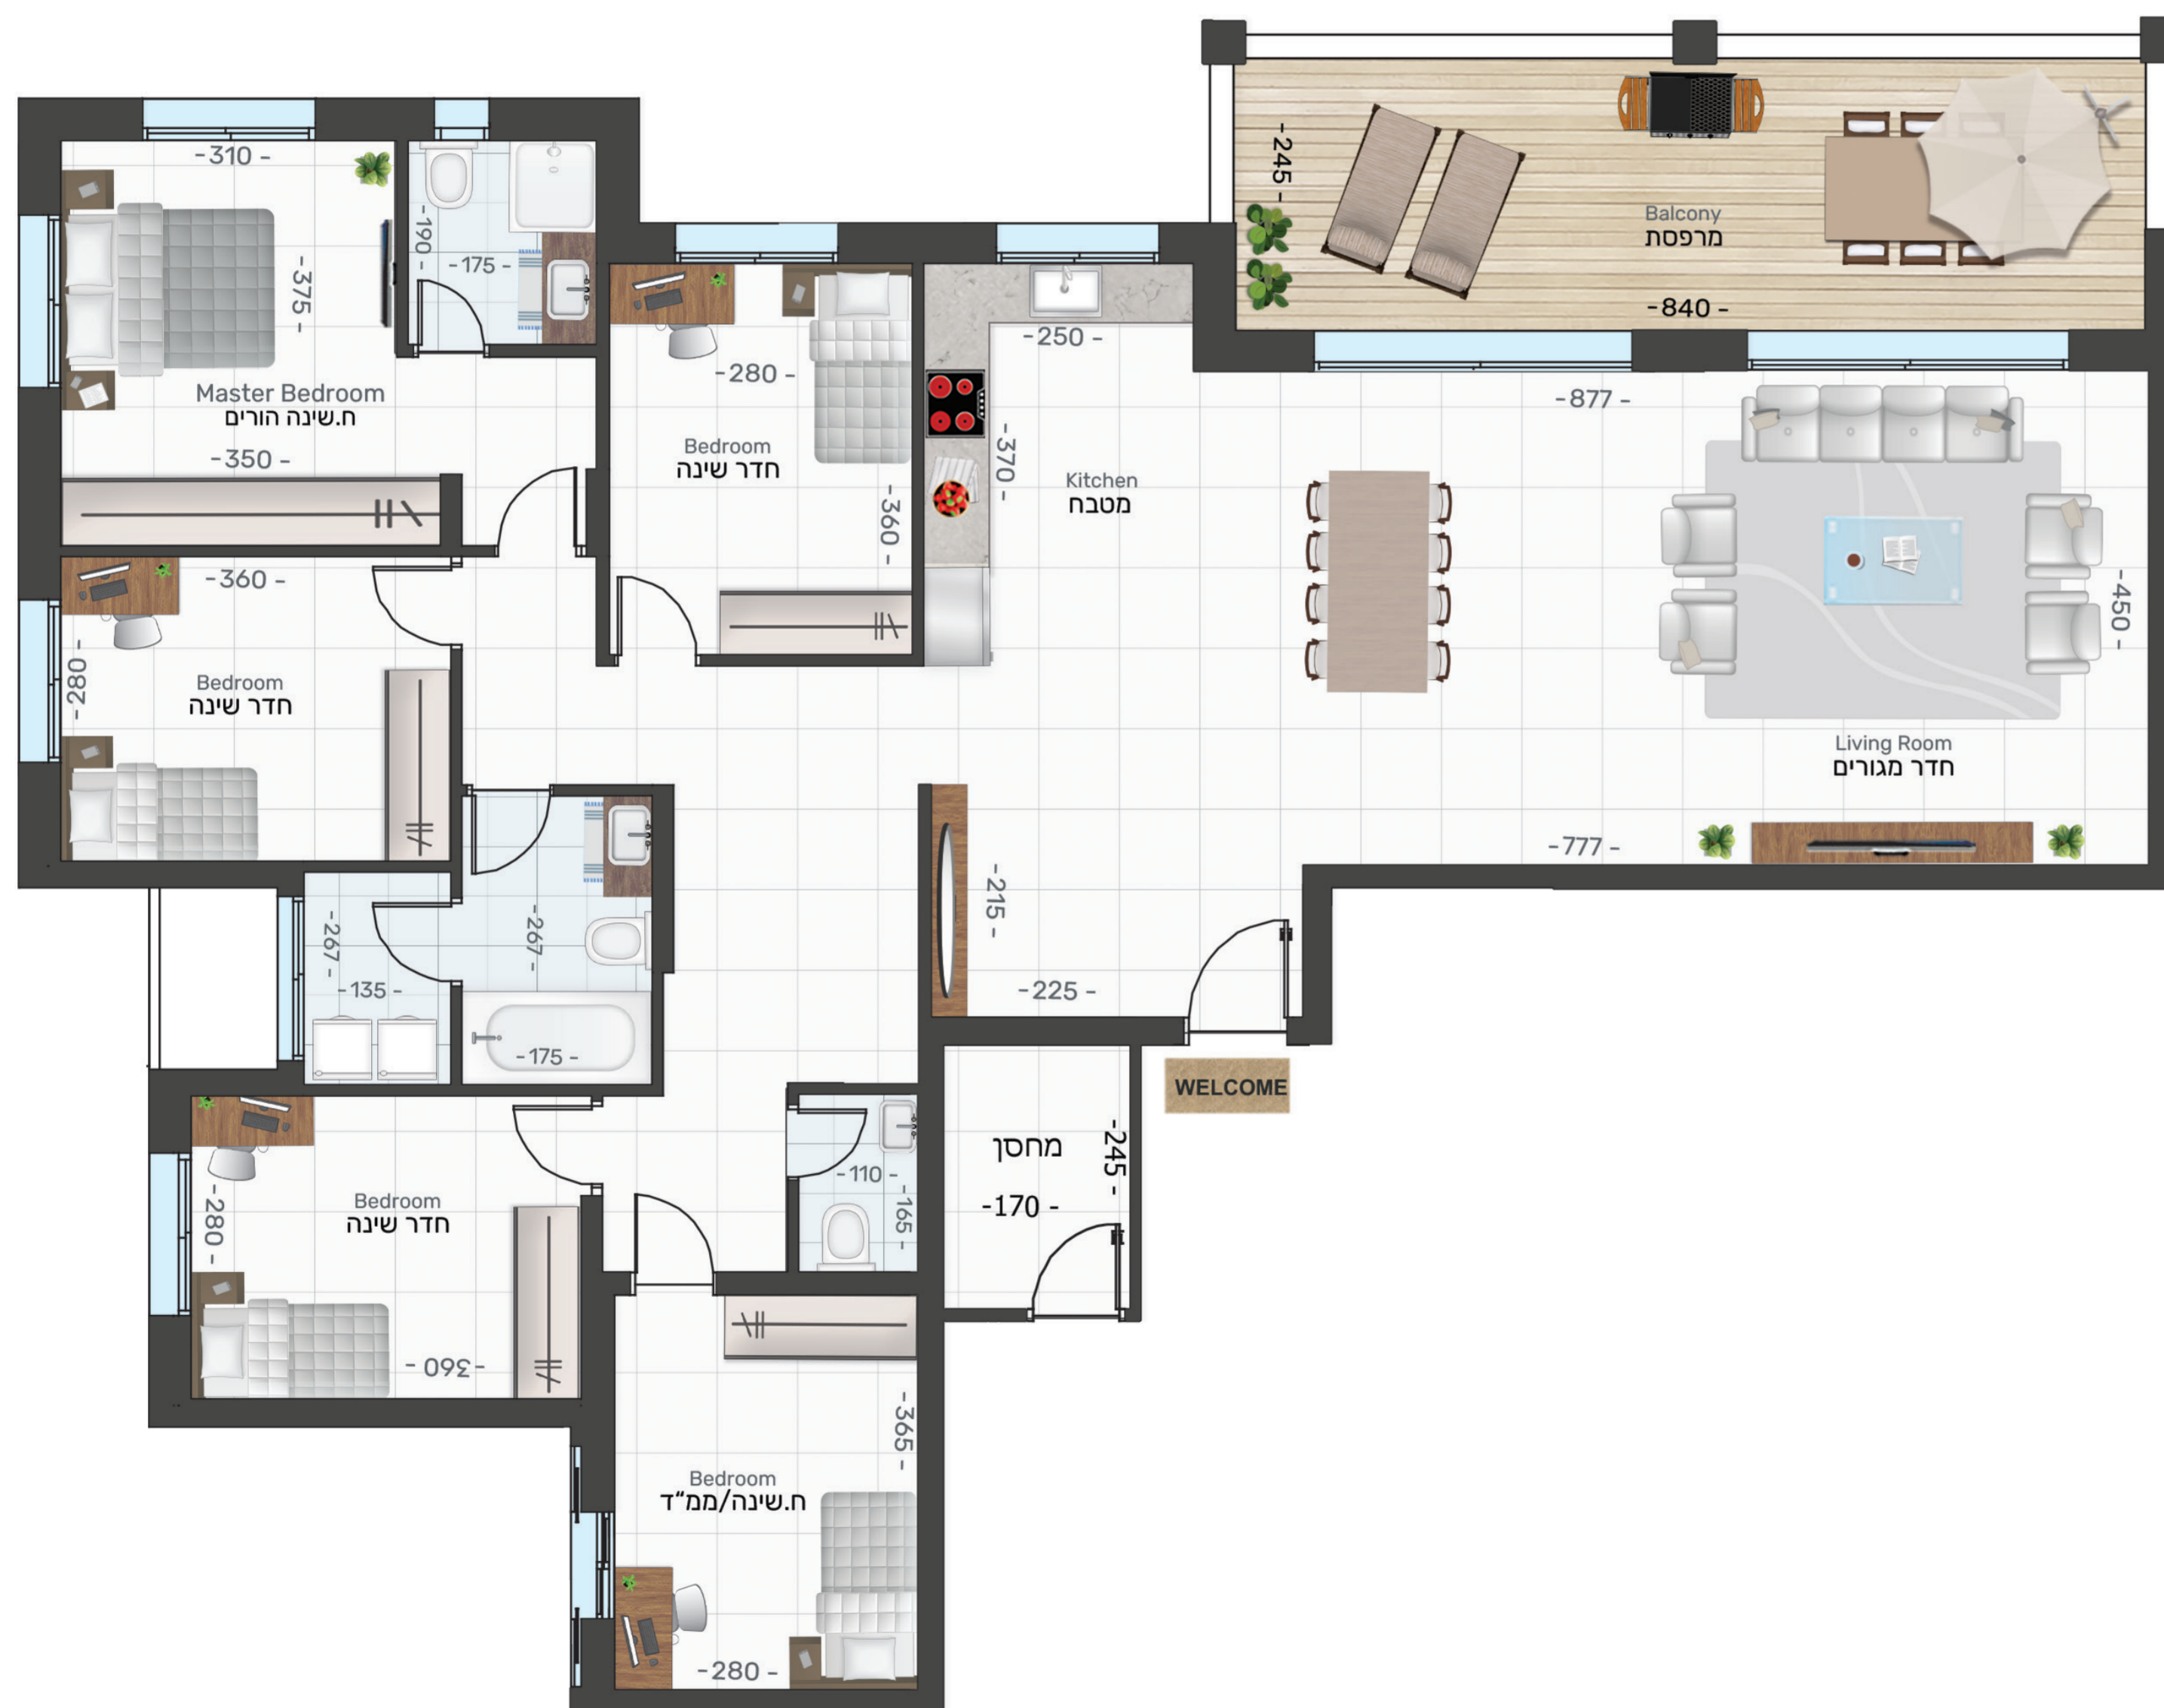 -310 -
-190 -
-175 -
-375 -
Master Bedroom
ח.שינה הורים
-350 -
-245 -
Balcony
מרפסת
-840 -
-250 -
-280 -
Bedroom
חדר שינה
-360 -
-370 -
Kitchen
מטבח
-877 -
-450 -
Living Room
חדר מגורים
-777 -
-360 -
-280 -
Bedroom
חדר שינה
-215 -
-225 -
-267 -
-135 -
-267 -
-175 -
WELCOME
מחסן
-245 -
-170 -
-110 -
-165 -
Bedroom
חדר שינה
-280 -
-360 -
-365 -
Bedroom
ח.שינה/ממ“ד
-280 -